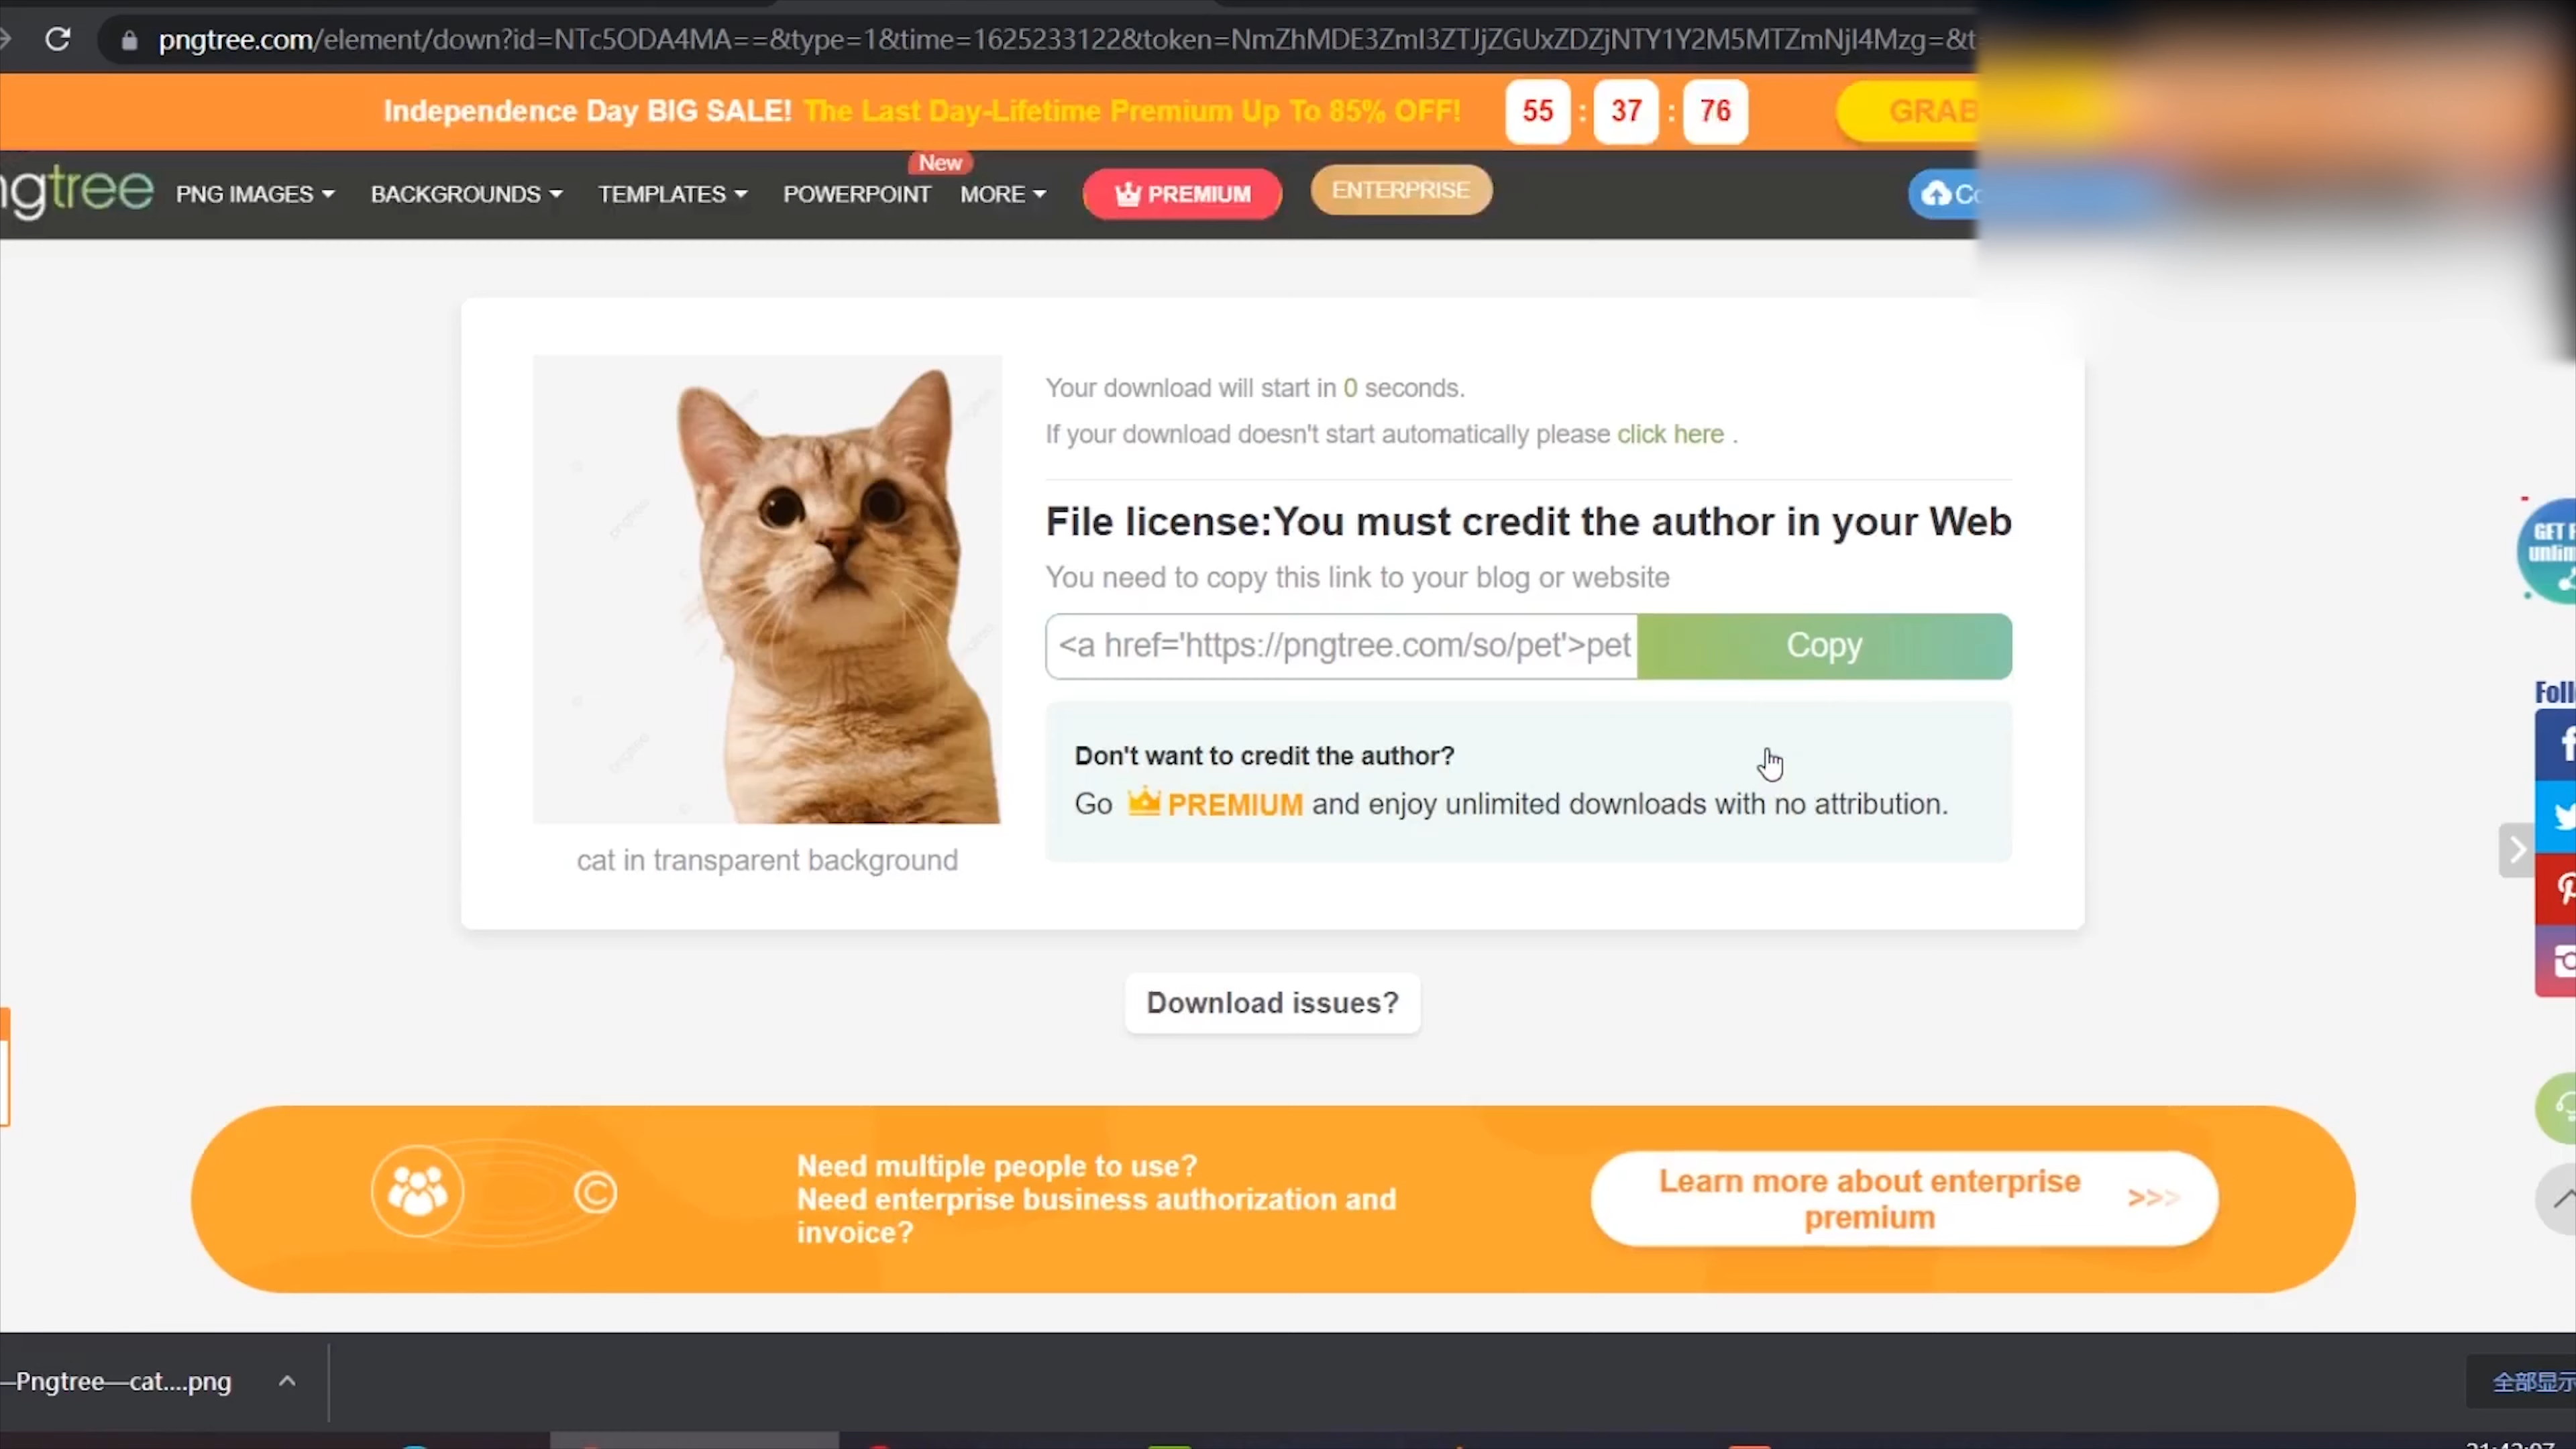 pngtree.com/element/down?id=NTc5ODA4MA==&type=1&time=1625233122&token=NmZhMDE3ZmI3ZTJjZGUxZDZjNTY1Y2M5MTZmNjI4Mzg=&t
Independence Day BIG SALE! The Last Day-Lifetime Premium Up To 85% OFF! 55 : 37 : 76 GRAB
ngtree PNG IMAGES BACKGROUNDS TEMPLATES POWERPOINT New MORE PREMIUM ENTERPRISE Co
Your download will start in 0 seconds.
If your download doesn't start automatically please click here .
File license:You must credit the author in your Web
You need to copy this link to your blog or website
<a href='https://pngtree.com/so/pet'>pet Copy
Don't want to credit the author?
Go PREMIUM and enjoy unlimited downloads with no attribution.
cat in transparent background
GET F
unlim
Foll
Download issues?
Need multiple people to use?
Need enterprise business authorization and
invoice?
Learn more about enterprise
premium >>>
—Pngtree—cat....png
全部显示